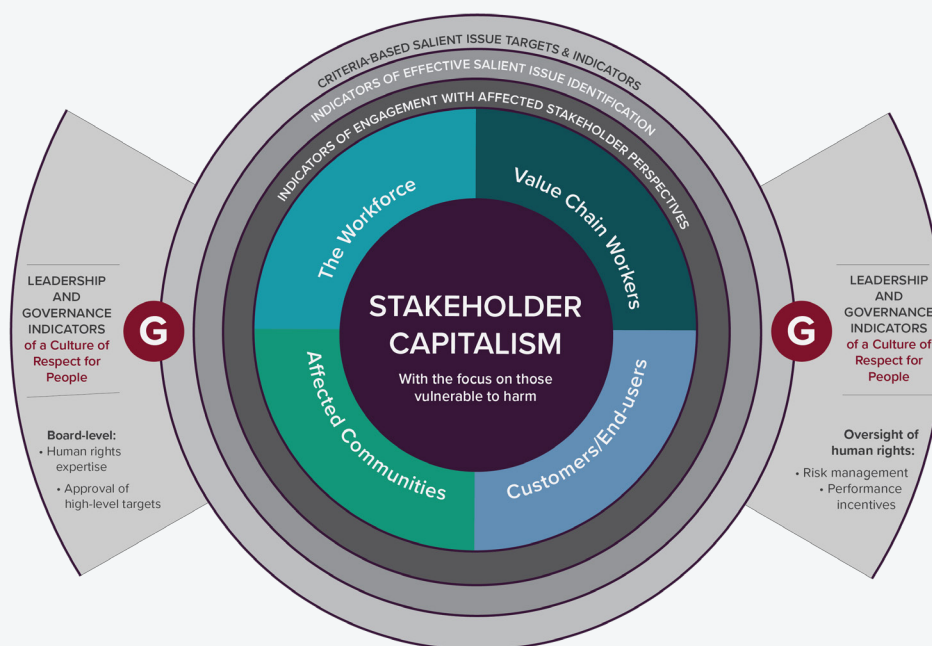 CRITERIA-BASED SALIENT ISSUE TARGETS & INDICATORS
INDICATORS OF EFFECTIVE SALIENT ISSUE IDENTIFICATION
INDICATORS OF ENGAGEMENT WITH AFFECTED STAKEHOLDER PERSPECTIVES
The Workforce
Value Chain Workers
STAKEHOLDER
CAPITALISM
With the focus on those
vulnerable to harm
Affected Communities
Customers/End-users
LEADERSHIP
AND
GOVERNANCE
INDICATORS
of a Culture of
Respect for
People
G
Board-level:
• Human rights
expertise
• Approval of
high-level targets
G
LEADERSHIP
AND
GOVERNANCE
INDICATORS
of a Culture of
Respect for
People
Oversight of
human rights:
• Risk management
• Performance
incentives